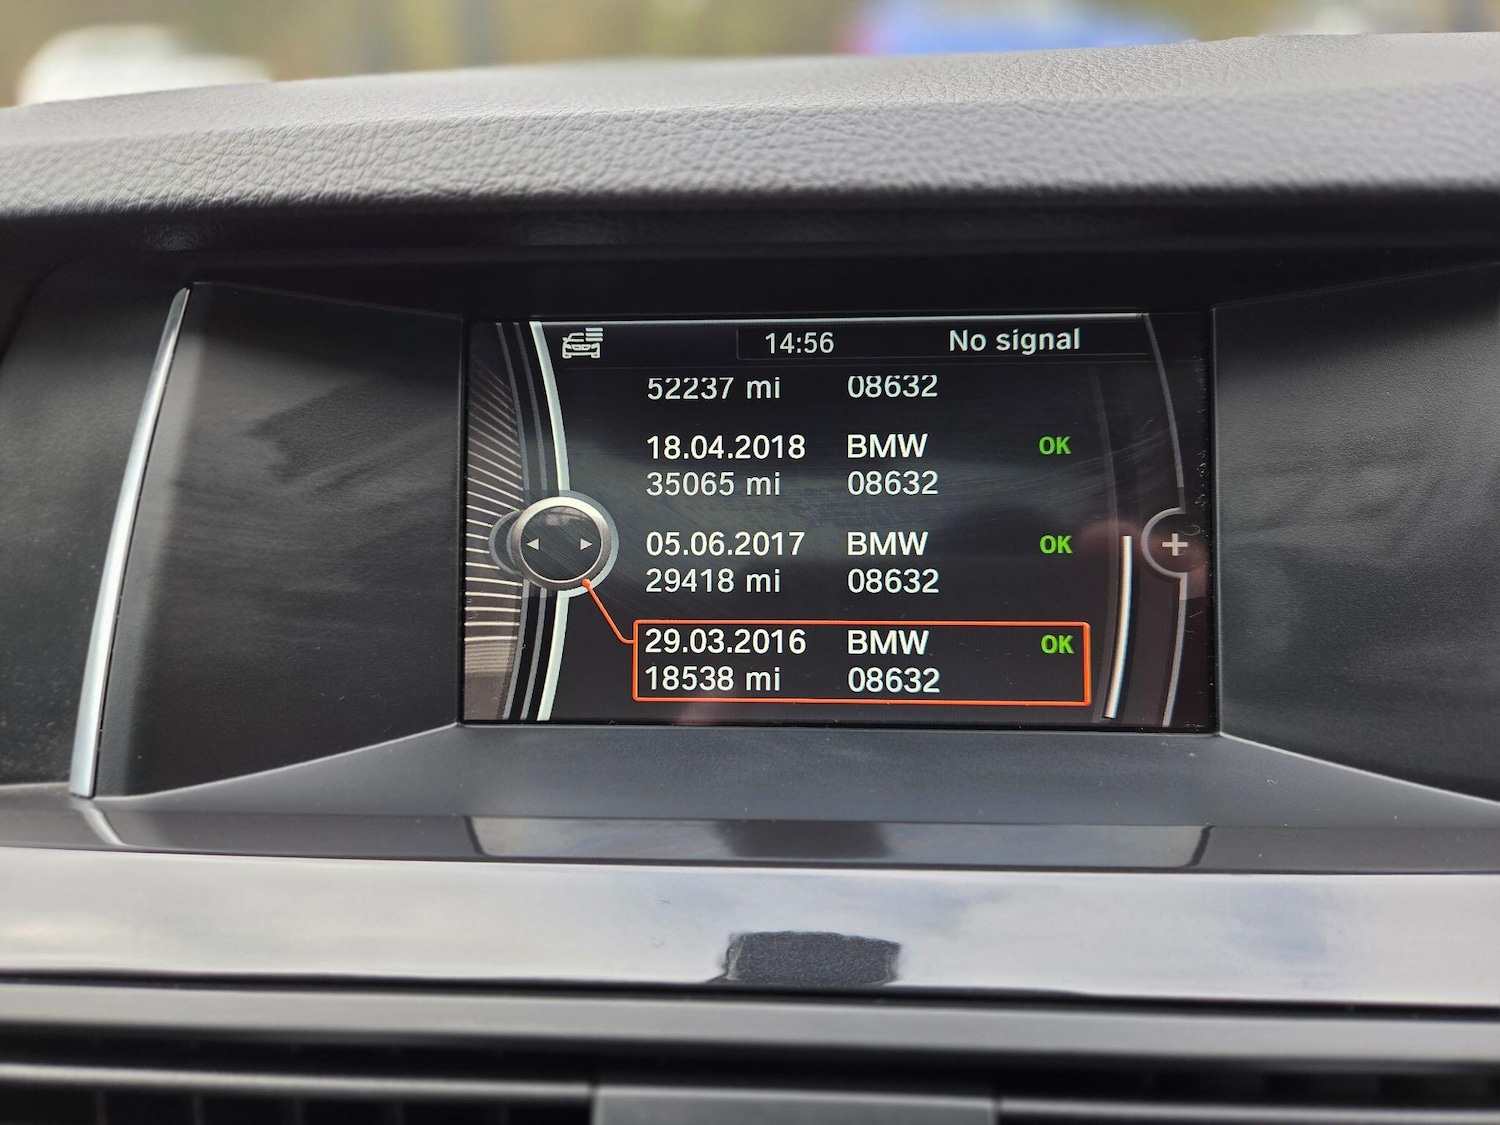 14:56 No signal
52237 mi 08632
18.04.2018 BMW OK
35065 mi 08632
05.06.2017 BMW OK
29418 mi 08632
29.03.2016 BMW OK
18538 mi 08632